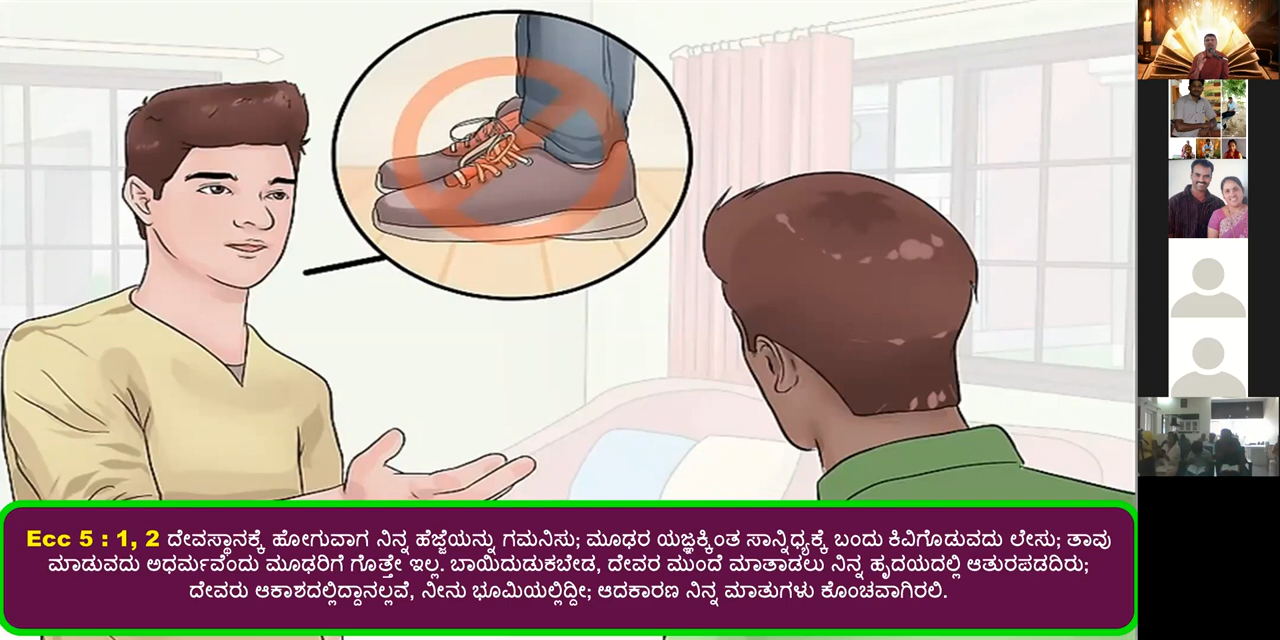 Ecc 5 : 1, 2 ದೇವಸ್ಥಾನಕ್ಕೆ ಹೋಗುವಾಗ ನಿನ್ನ ಹೆಜ್ಜೆಯನ್ನು ಗಮನಿಸು; ಮೂಢರ ಯಜ್ಞಕ್ಕಿಂತ ಸಾನ್ನಿಧ್ಯಕ್ಕೆ ಬಂದು ಕಿವಿಗೊಡುವದು ಲೇಸು; ತಾವು
ಮಾಡುವದು ಅಧರ್ಮವೆಂದು ಮೂಢರಿಗೆ ಗೊತ್ತೇ ಇಲ್ಲ. ಬಾಯಿದುಡುಕಬೇಡ, ದೇವರ ಮುಂದೆ ಮಾತಾಡಲು ನಿನ್ನ ಹೃದಯದಲ್ಲಿ ಆತುರಪಡದಿರು;
ದೇವರು ಆಕಾಶದಲ್ಲಿದ್ದಾನಲ್ಲವೆ, ನೀನು ಭೂಮಿಯಲ್ಲಿದ್ದೀ; ಆದಕಾರಣ ನಿನ್ನ ಮಾತುಗಳು ಕೊಂಚವಾಗಿರಲಿ.